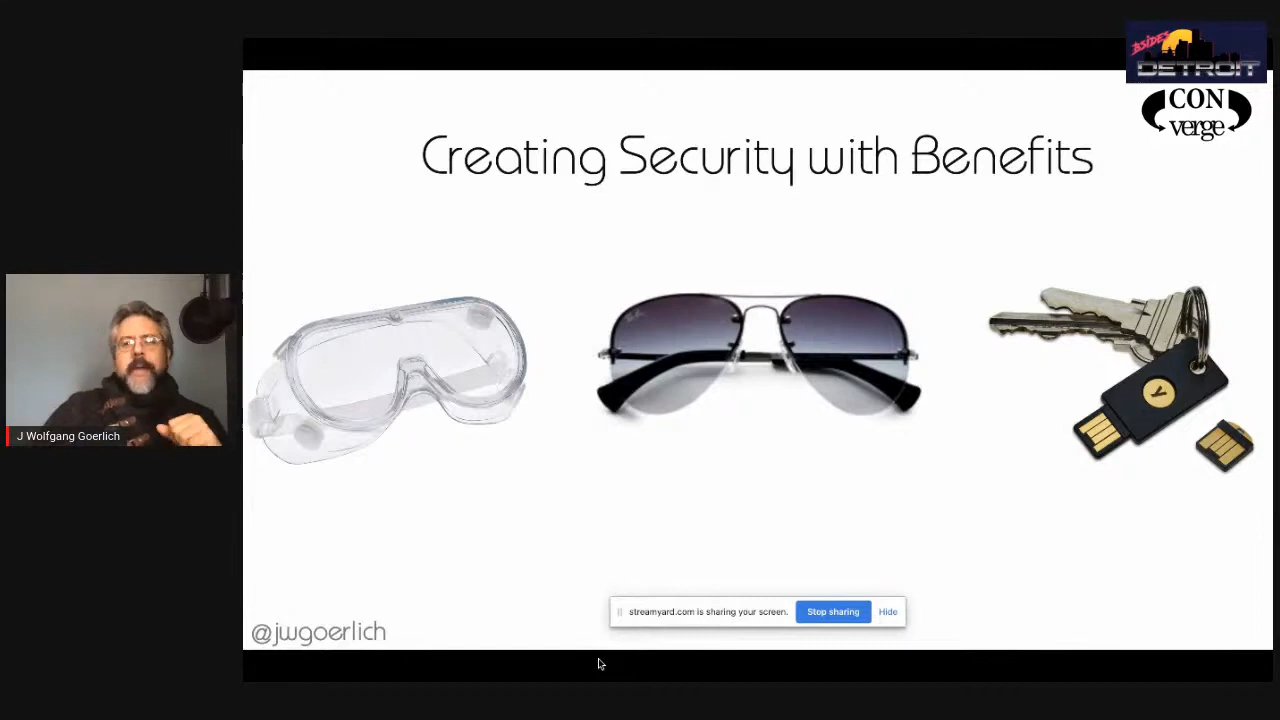 BSIDES
DETROIT
CON
verge
Creating Security with Benefits
J Wolfgang Goerlich
y
streamyard.com is sharing your screen.
Stop sharing
Hide
@jwgoerlich